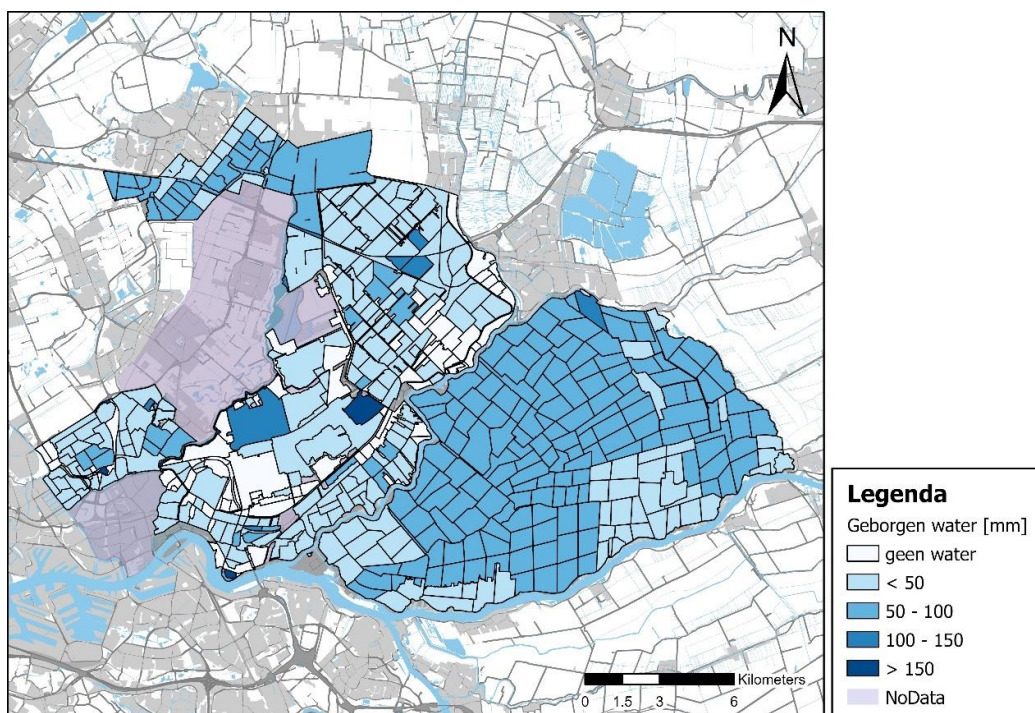 N
Kilometers
0 1.5 3 6
Legenda
Geborgen water [mm]
geen water
< 50
50 - 100
100 - 150
> 150
NoData